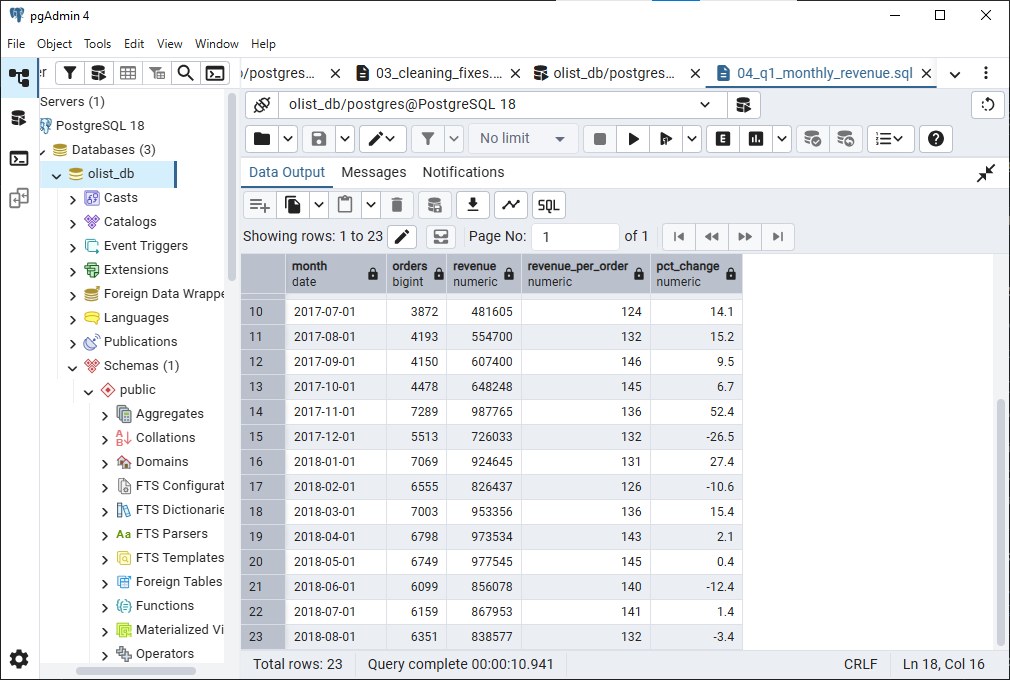 pgAdmin 4
File Object Tools Edit View Window Help
er
o/postgres... 03_cleaning_fixes.... olist_db/postgres... 04_q1_monthly_revenue.sql
Servers (1)
PostgreSQL 18
Databases (3)
olist_db
Casts
Catalogs
Event Triggers
Extensions
Foreign Data Wrappe
Languages
Publications
Schemas (1)
public
Aggregates
Collations
Domains
FTS Configurat
FTS Dictionarie
Aa FTS Parsers
FTS Templates
Foreign Tables
Functions
Materialized Vi
Operators
olist_db/postgres@PostgreSQL 18
No limit E
Data Output Messages Notifications
SQL
Showing rows: 1 to 23 Page No: 1 of 1
month orders revenue revenue_per_order pct_change
date bigint numeric numeric numeric
10 2017-07-01 3872 481605 124 14.1
11 2017-08-01 4193 554700 132 15.2
12 2017-09-01 4150 607400 146 9.5
13 2017-10-01 4478 648248 145 6.7
14 2017-11-01 7289 987765 136 52.4
15 2017-12-01 5513 726033 132 -26.5
16 2018-01-01 7069 924645 131 27.4
17 2018-02-01 6555 826437 126 -10.6
18 2018-03-01 7003 953356 136 15.4
19 2018-04-01 6798 973534 143 2.1
20 2018-05-01 6749 977545 145 0.4
21 2018-06-01 6099 856078 140 -12.4
22 2018-07-01 6159 867953 141 1.4
23 2018-08-01 6351 838577 132 -3.4
Total rows: 23 Query complete 00:00:10.941 CRLF Ln 18, Col 16